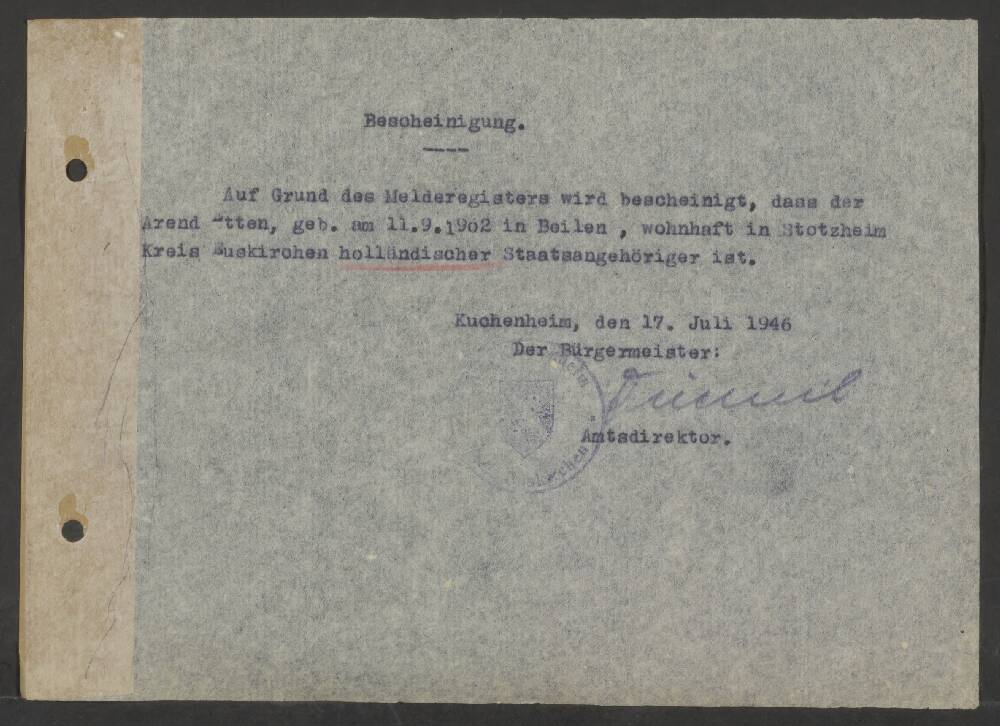 Bescheinigung.
Auf Grund des Melderegisters wird bescheinigt, dass der
Arend tten, geb. am 11.9.1902 in Beilen , wohnhaft in Stotzheim
Kreis Euskirchen holländischer Staatsangehöriger ist.
Kuchenheim, den 17. Juli 1946
Der Bürgermeister:
Amtsdirektor.